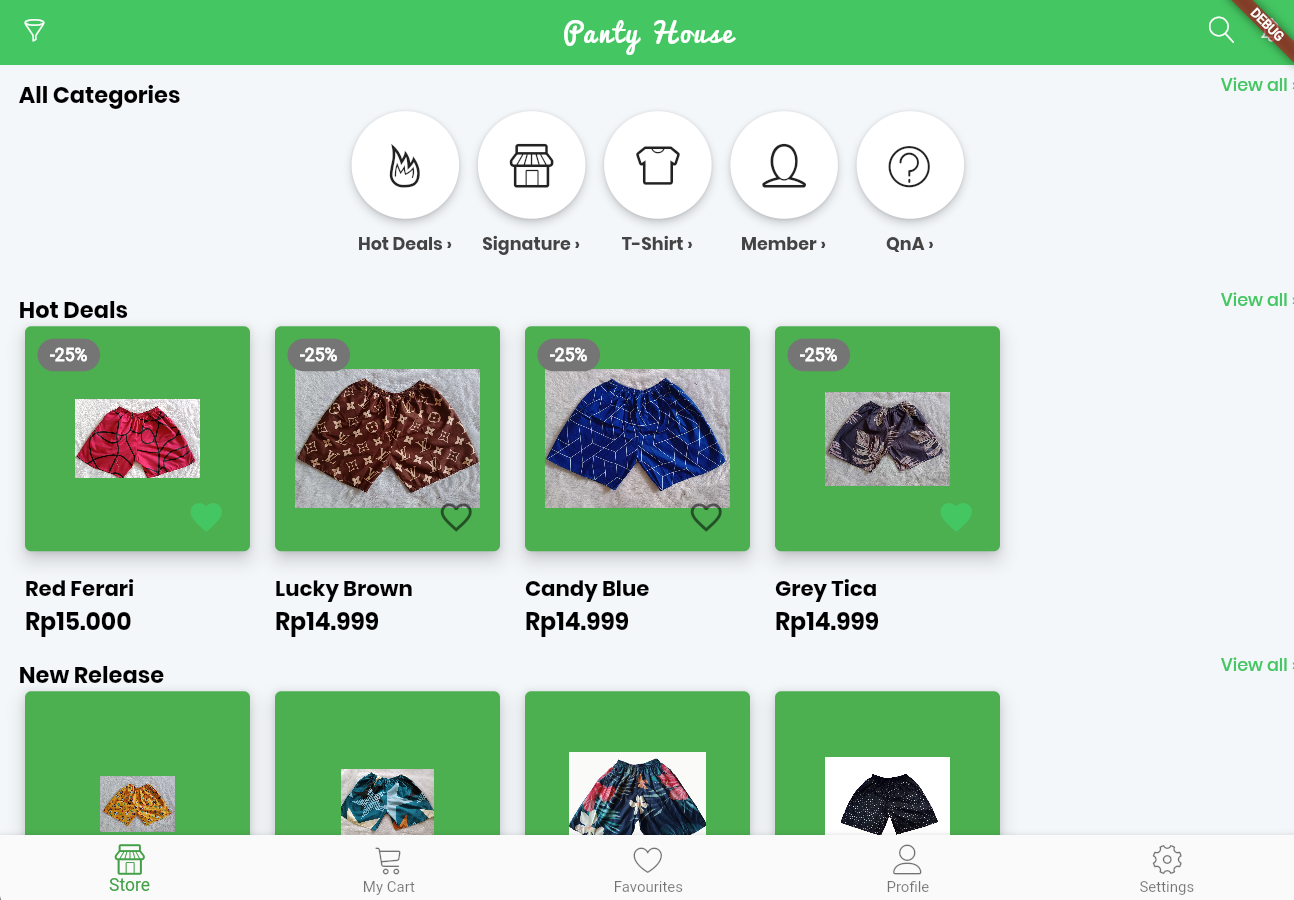 Panty House
DEBUG
All Categories
View all ›
Hot Deals ›
Signature ›
T-Shirt ›
Member ›
QnA ›
Hot Deals
View all ›
-25%
-25%
-25%
-25%
Red Ferari
Lucky Brown
Candy Blue
Grey Tica
Rp15.000
Rp14.999
Rp14.999
Rp14.999
New Release
View all ›
Store
My Cart
Favourites
Profile
Settings